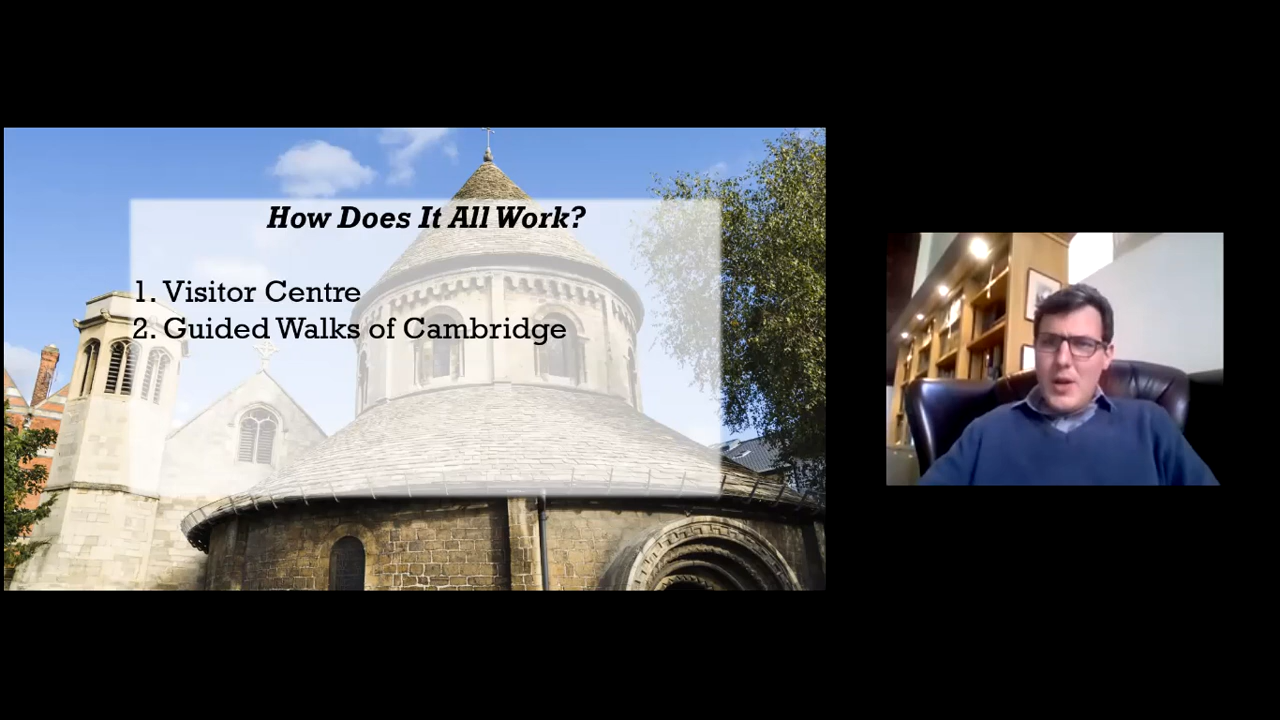 How Does It All Work?
1. Visitor Centre
2. Guided Walks of Cambridge